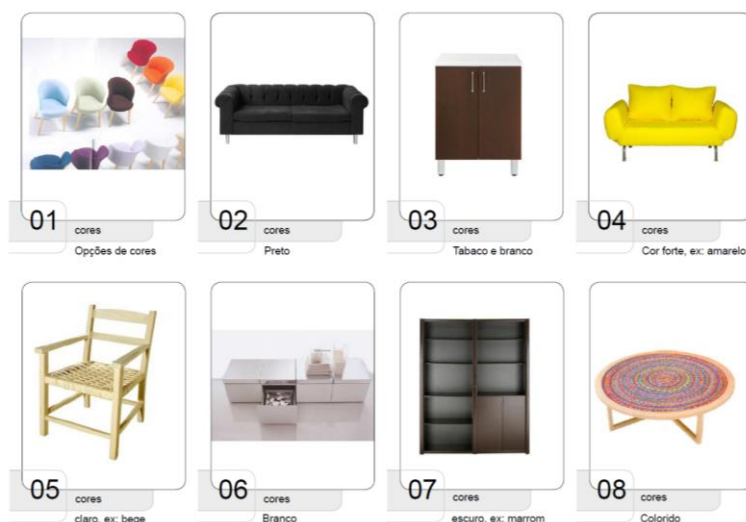 01 cores
Opções de cores
02 cores
Preto
03 cores
Tabaco e branco
04 cores
Cor forte, ex: amarelo
05 cores
claro, ex: bege
06 cores
Branco
07 cores
escuro, ex: marrom
08 cores
Colorido